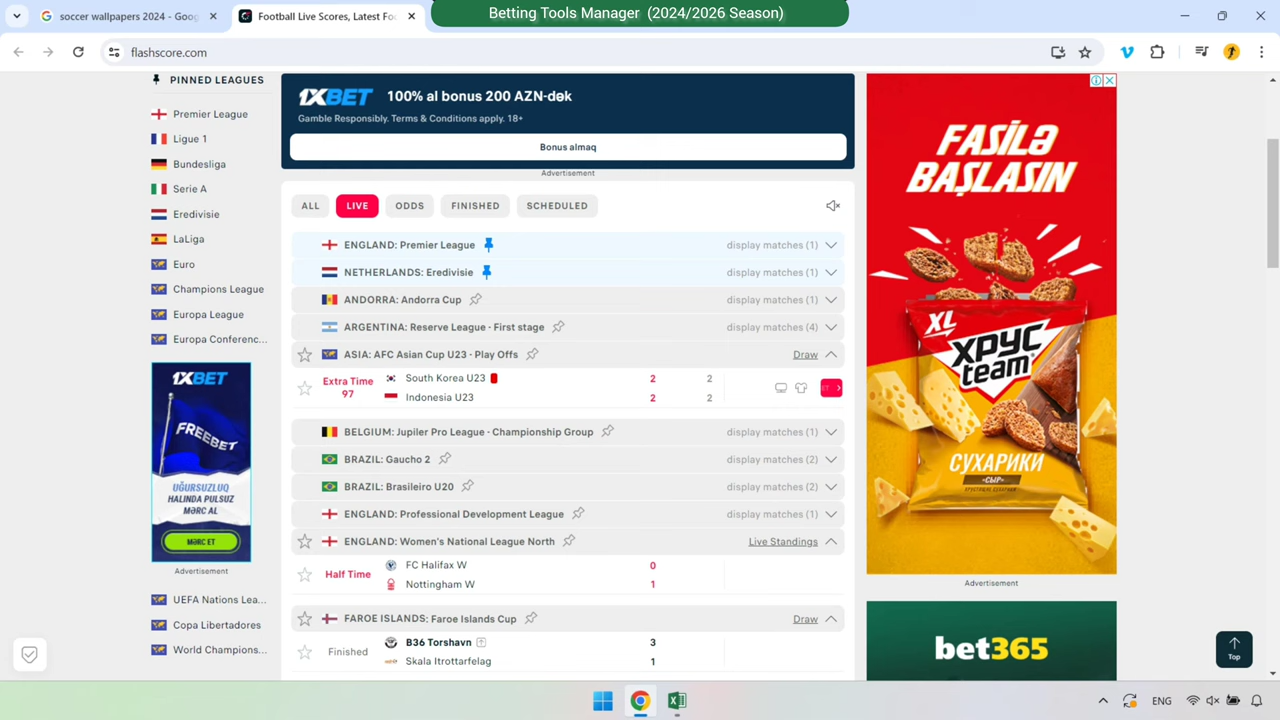 soccer wallpapers 2024 - Goog
Football Live Scores, Latest Foo
Betting Tools Manager (2024/2026 Season)
flashscore.com
PINNED LEAGUES
Premier League
Ligue 1
Bundesliga
Serie A
Eredivisie
LaLiga
Euro
Champions League
Europa League
Europa Conferenc...
1XBET
FREEBET
UĞURSUZLUQ
HALINDA PULSUZ
MƏRC AL
MƏRC ET
Advertisement
UEFA Nations Lea...
Copa Libertadores
World Champions...
1XBET 100% al bonus 200 AZN-dək
Gamble Responsibly. Terms & Conditions apply. 18+
Bonus almaq
Advertisement
ALL LIVE ODDS FINISHED SCHEDULED
ENGLAND: Premier League display matches (1)
NETHERLANDS: Eredivisie display matches (1)
ANDORRA: Andorra Cup display matches (1)
ARGENTINA: Reserve League - First stage display matches (4)
ASIA: AFC Asian Cup U23 - Play Offs Draw
Extra Time
97
South Korea U23 2 2
Indonesia U23 2 2
BELGIUM: Jupiler Pro League - Championship Group display matches (1)
BRAZIL: Gaucho 2 display matches (2)
BRAZIL: Brasileiro U20 display matches (2)
ENGLAND: Professional Development League display matches (1)
ENGLAND: Women's National League North Live Standings
Half Time
FC Halifax W 0
Nottingham W 1
FAROE ISLANDS: Faroe Islands Cup Draw
Finished
B36 Torshavn 3
Skala Itrottarfelag 1
FASİLƏ
BAŞLASIN
XL
ХРУС
TEAM
СУХАРИКИ
«СЫР»
Advertisement
bet365
Top
ENG